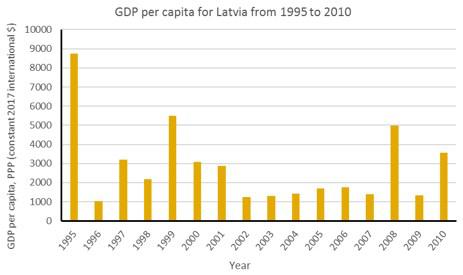 GDP per capita for Latvia from 1995 to 2010
GDP per capita, PPP (constant 2017 international $)
10000
9000
8000
7000
6000
5000
4000
3000
2000
1000
0
1995 1996 1997 1998 1999 2000 2001 2002 2003 2004 2005 2006 2007 2008 2009 2010
Year